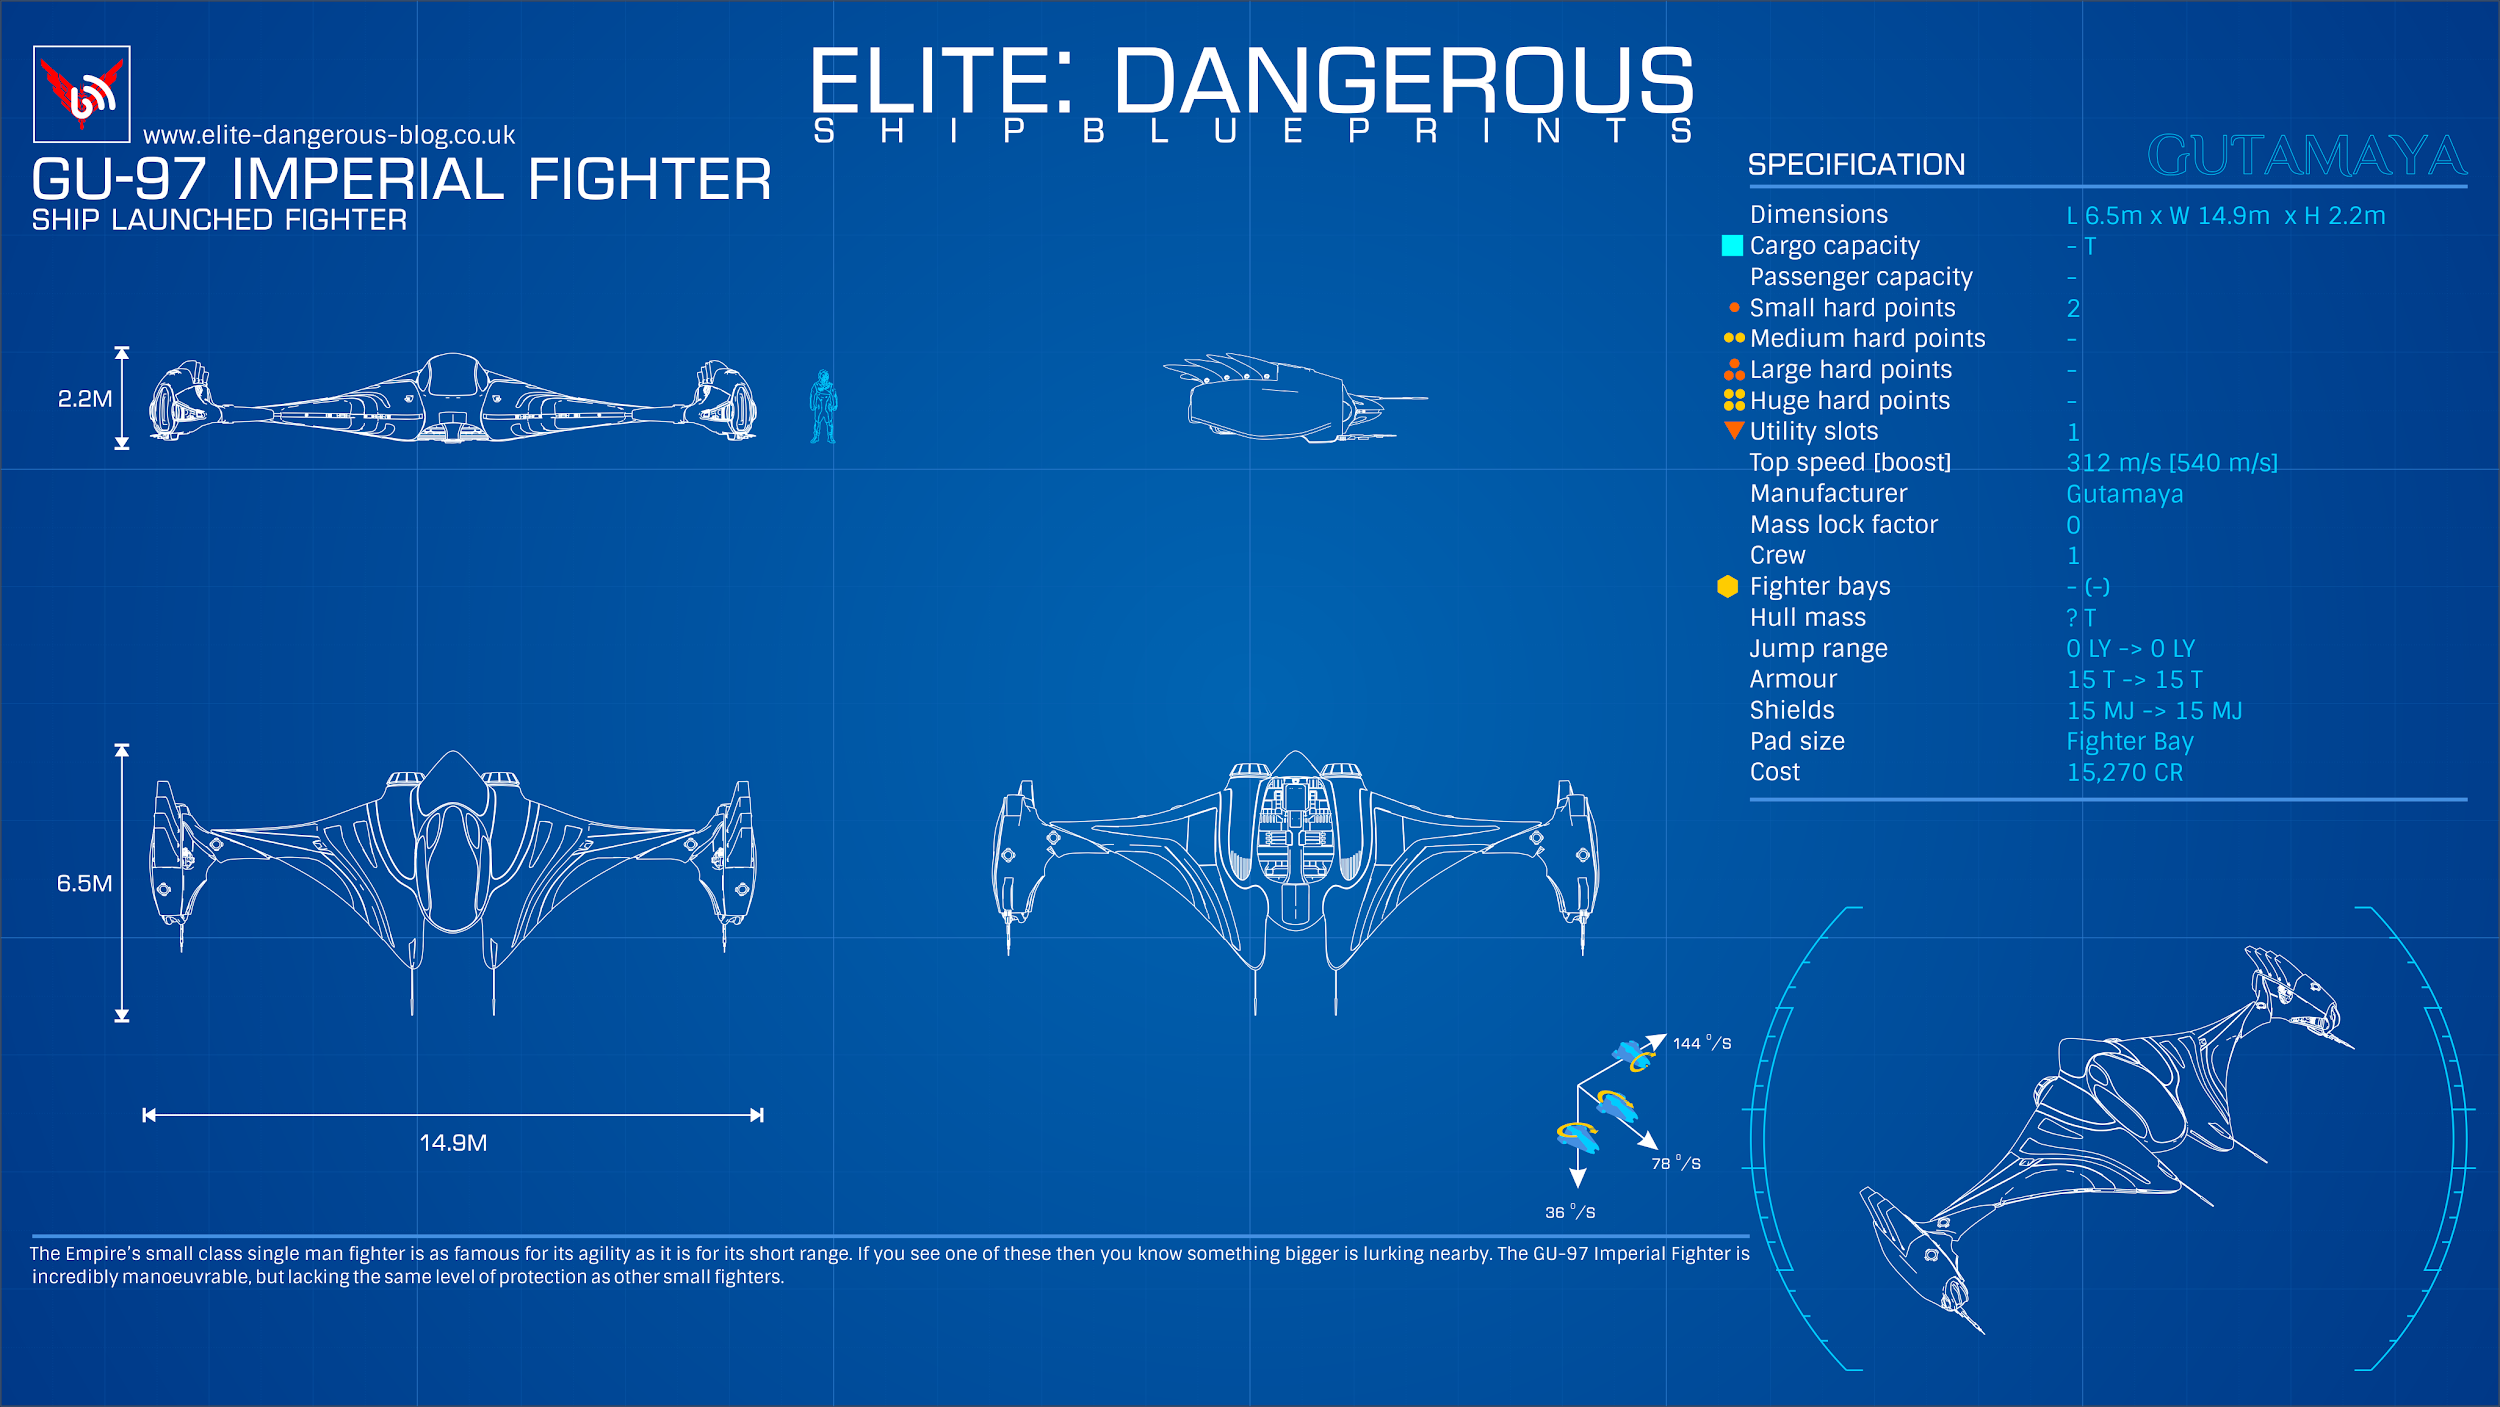 ELITE: DANGEROUS
SHIP BLUEPRINTS
www.elite-dangerous-blog.co.uk
GU-97 IMPERIAL FIGHTER
SHIP LAUNCHED FIGHTER
2.2M
6.5M
14.9M
SPECIFICATION
GUTAMAYA
Dimensions L 6.5m x W 14.9m x H 2.2m
Cargo capacity - T
Passenger capacity -
Small hard points 2
Medium hard points -
Large hard points -
Huge hard points -
Utility slots 1
Top speed [boost] 312 m/s [540 m/s]
Manufacturer Gutamaya
Mass lock factor 0
Crew 1
Fighter bays - (-)
Hull mass ? T
Jump range 0 LY -> 0 LY
Armour 15 T -> 15 T
Shields 15 MJ -> 15 MJ
Pad size Fighter Bay
Cost 15,270 CR
144 °/S
78 °/S
36 °/S
The Empire's small class single man fighter is as famous for its agility as it is for its short range. If you see one of these then you know something bigger is lurking nearby. The GU-97 Imperial Fighter is
incredibly manoeuvrable, but lacking the same level of protection as other small fighters.